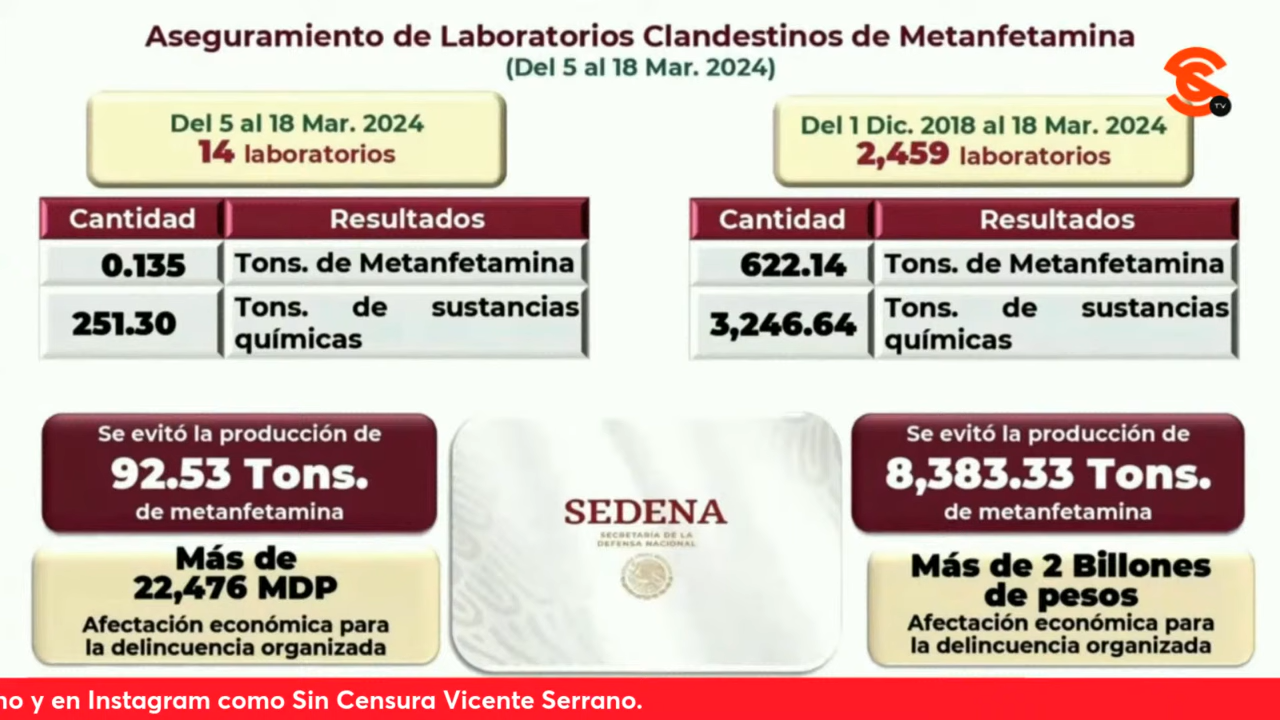 Aseguramiento de Laboratorios Clandestinos de Metanfetamina
(Del 5 al 18 Mar. 2024)
TV
Del 5 al 18 Mar. 2024
14 laboratorios
Cantidad Resultados
0.135 Tons. de Metanfetamina
251.30 Tons. de sustancias
químicas
Del 1 Dic. 2018 al 18 Mar. 2024
2,459 laboratorios
Cantidad Resultados
622.14 Tons. de Metanfetamina
3,246.64 Tons. de sustancias
químicas
Se evitó la producción de
92.53 Tons.
de metanfetamina
Más de
22,476 MDP
Afectación económica para
la delincuencia organizada
SEDENA
SECRETARÍA DE LA
DEFENSA NACIONAL
Se evitó la producción de
8,383.33 Tons.
de metanfetamina
Más de 2 Billones
de pesos
Afectación económica para
la delincuencia organizada
no y en Instagram como Sin Censura Vicente Serrano.